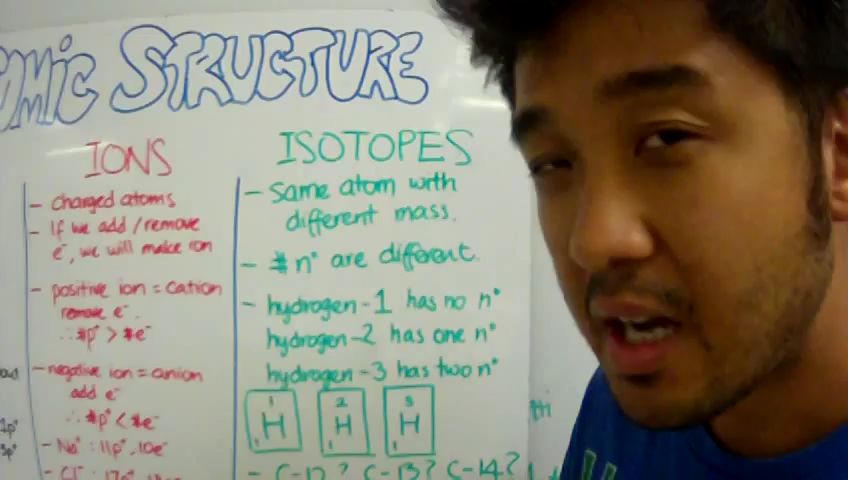 STRUCTURE
IONS
- charged atoms
- If we add / remove
e⁻, we will make ion
- positive ion = cation
remove e⁻.
∴ #p⁺ > #e⁻
- negative ion = anion
add e⁻
∴ #p⁺ < #e⁻
- Na⁺ : 11p⁺, 10e⁻
- Cl⁻ : 17p⁺
ISOTOPES
- same atom with
different mass.
- # n° are different.
- hydrogen-1 has no n°
hydrogen-2 has one n°
hydrogen-3 has two n°
1 2 3
H H H
1 1 1
- C-12? C-13? C-14?